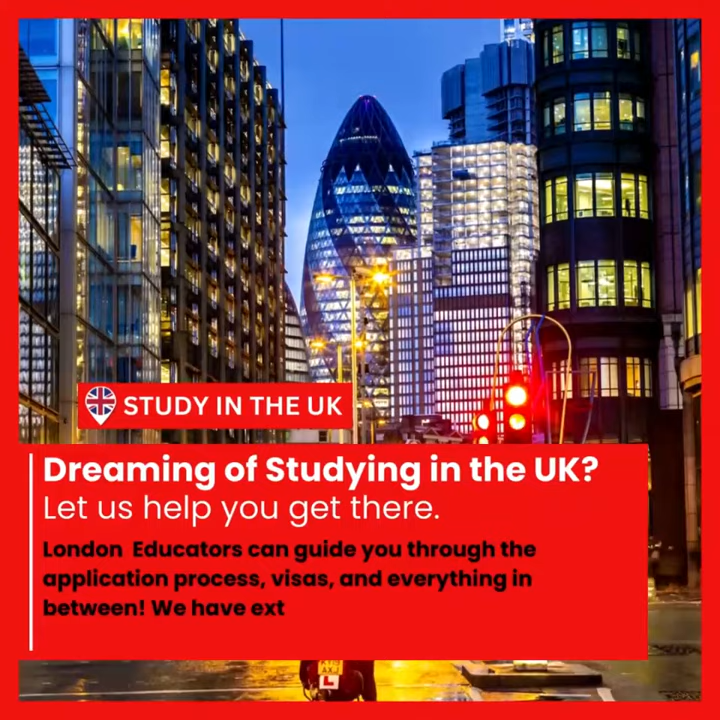 STUDY IN THE UK
Dreaming of Studying in the UK?
Let us help you get there.
London Educators can guide you through the
application process, visas, and everything in
between! We have ext
L